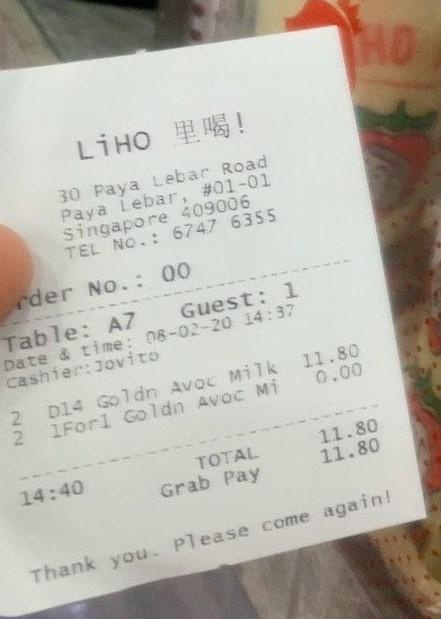 LiHO 里喝!
30 Paya Lebar Road
Paya Lebar, #01-01
Singapore 409006
TEL No.: 6747 6355
rder No.: 00
Table: A7 Guest: 1
Date & time: 08-02-20 14:37
Cashier:Jovito
2 D14 Goldn Avoc Milk 11.80
2 1For1 Goldn Avoc Mi 0.00
TOTAL 11.80
14:40 Grab Pay 11.80
Thank you. Please come again!
HO